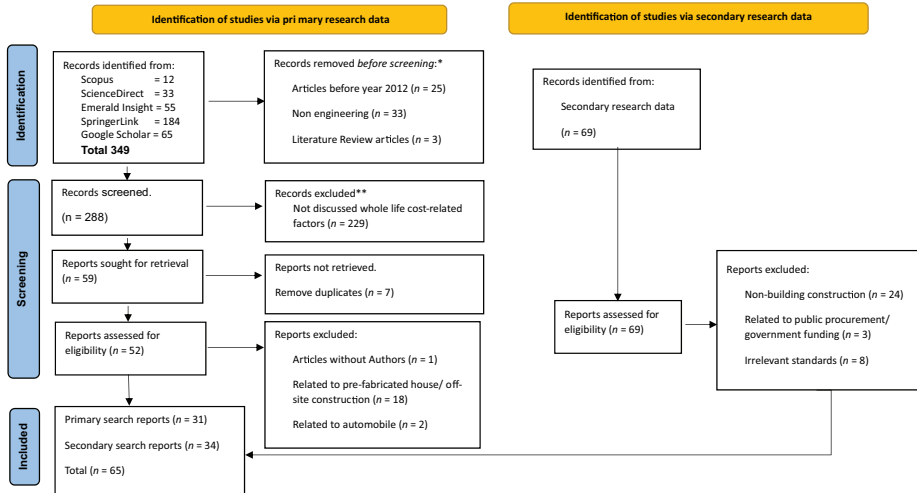 Identification of studies via pri mary research data
Identification of studies via secondary research data
Identification
Records identified from:
Scopus = 12
ScienceDirect = 33
Emerald Insight = 55
SpringerLink = 184
Google Scholar = 65
Total 349
Records removed before screening:*
Articles before year 2012 (n = 25)
Non engineering (n = 33)
Literature Review articles (n = 3)
Records identified from:
Secondary research data
(n = 69)
Screening
Records screened.
(n = 288)
Records excluded**
Not discussed whole life cost-related
factors (n = 229)
Reports sought for retrieval
(n = 59)
Reports not retrieved.
Remove duplicates (n = 7)
Reports assessed for
eligibility (n = 52)
Reports excluded:
Articles without Authors (n = 1)
Related to pre-fabricated house/ off-
site construction (n = 18)
Related to automobile (n = 2)
Reports assessed for
eligibility (n = 69)
Reports excluded:
Non-building construction (n = 24)
Related to public procurement/
government funding (n = 3)
Irrelevant standards (n = 8)
Included
Primary search reports (n = 31)
Secondary search reports (n = 34)
Total (n = 65)